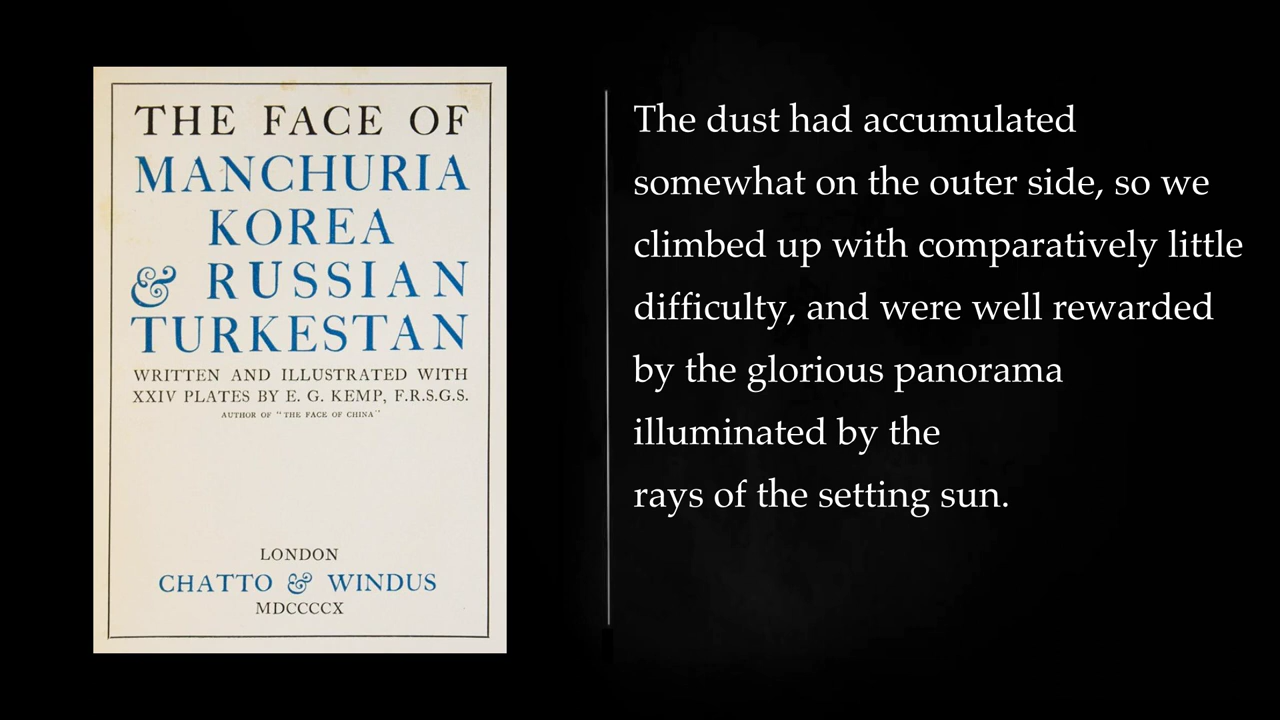 THE FACE OF
MANCHURIA
KOREA
& RUSSIAN
TURKESTAN
WRITTEN AND ILLUSTRATED WITH
XXIV PLATES BY E. G. KEMP, F.R.S.G.S.
AUTHOR OF "THE FACE OF CHINA"
LONDON
CHATTO & WINDUS
MDCCCCX
The dust had accumulated
somewhat on the outer side, so we
climbed up with comparatively little
difficulty, and were well rewarded
by the glorious panorama
illuminated by the
rays of the setting sun.